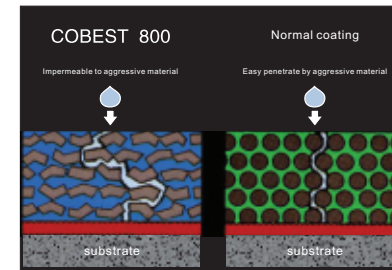 COBEST 800
Normal coating
Impermeable to aggressive material
Easy penetrate by aggressive material
substrate
substrate